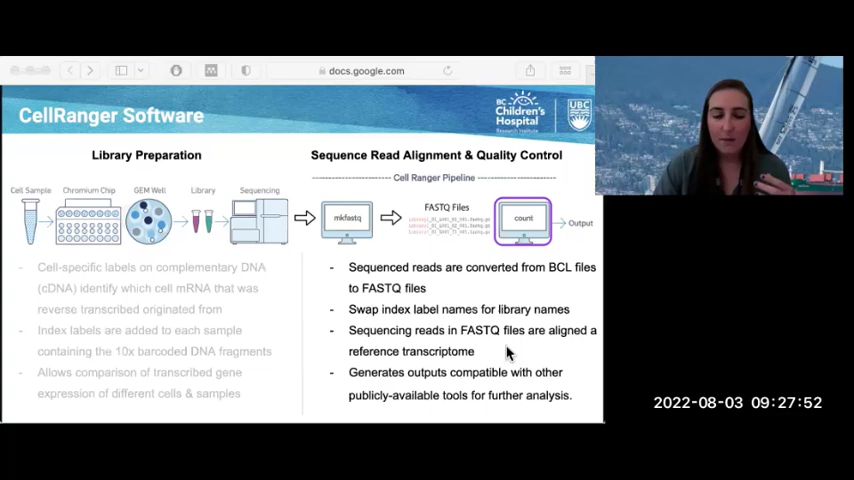 docs.google.com
CellRanger Software
BC
Children's
Hospital
Research Institute
UBC
Library Preparation
Sequence Read Alignment & Quality Control
Cell Ranger Pipeline
Cell Sample
Chromium Chip
GEM Well
Library
Sequencing
mkfastq
FASTQ Files
count
Output
- Cell-specific labels on complementary DNA
(cDNA) identify which cell mRNA that was
reverse transcribed originated from
- Index labels are added to each sample
containing the 10x barcoded DNA fragments
- Allows comparison of transcribed gene
expression of different cells & samples
- Sequenced reads are converted from BCL files
to FASTQ files
- Swap index label names for library names
- Sequencing reads in FASTQ files are aligned a
reference transcriptome
- Generates outputs compatible with other
publicly-available tools for further analysis.
2022-08-03 09:27:52